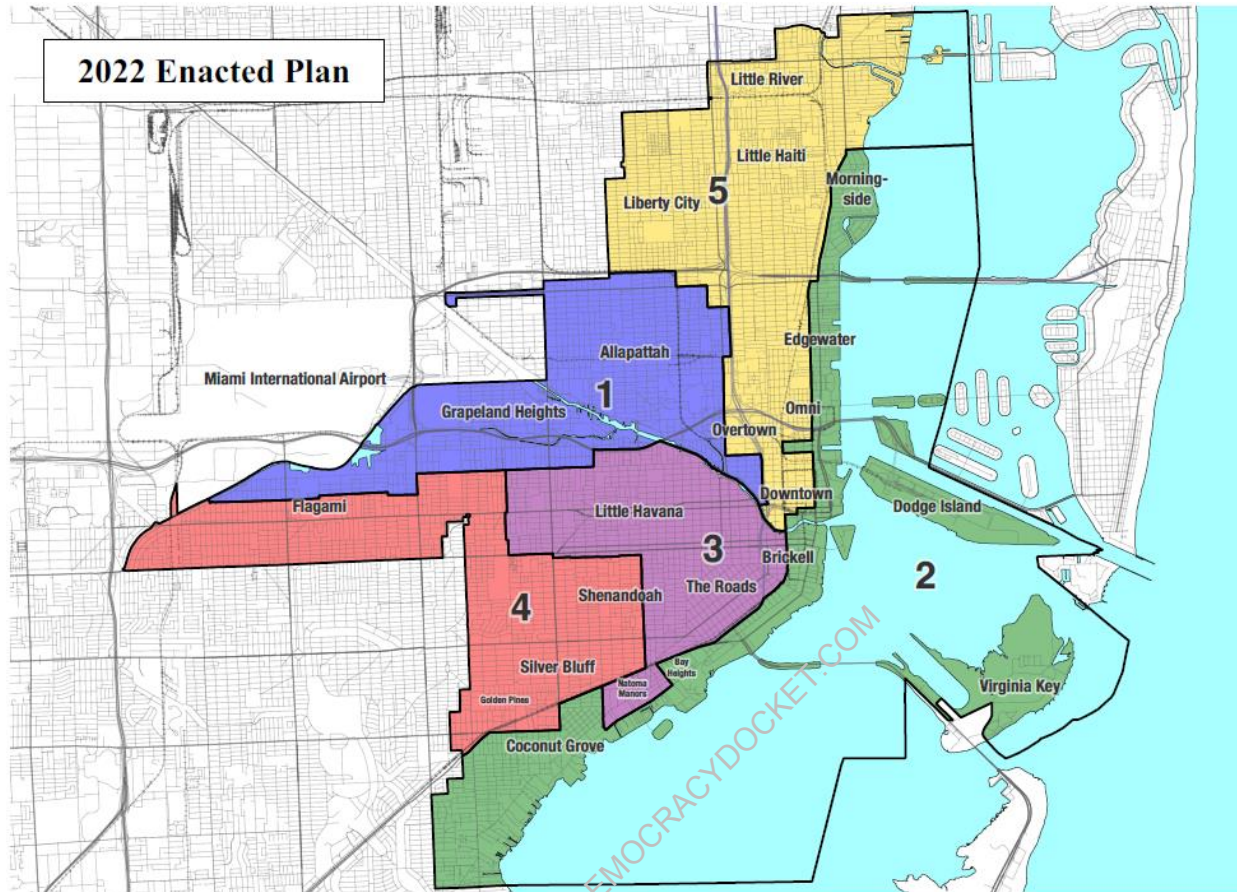 2022 Enacted Plan
Little River
Little Haiti
Morning-
side
5
Liberty City
Edgewater
Allapattah
Miami International Airport
1
Grapeland Heights
Omni
Overtown
Downtown
Flagami
Little Havana
Dodge Island
3
Brickell
2
The Roads
Shenandoah
4
Silver Bluff
Bay
Heights
Natoma
Manors
Virginia Key
Golden Pines
Coconut Grove
EMOCRACYDOCKET.COM